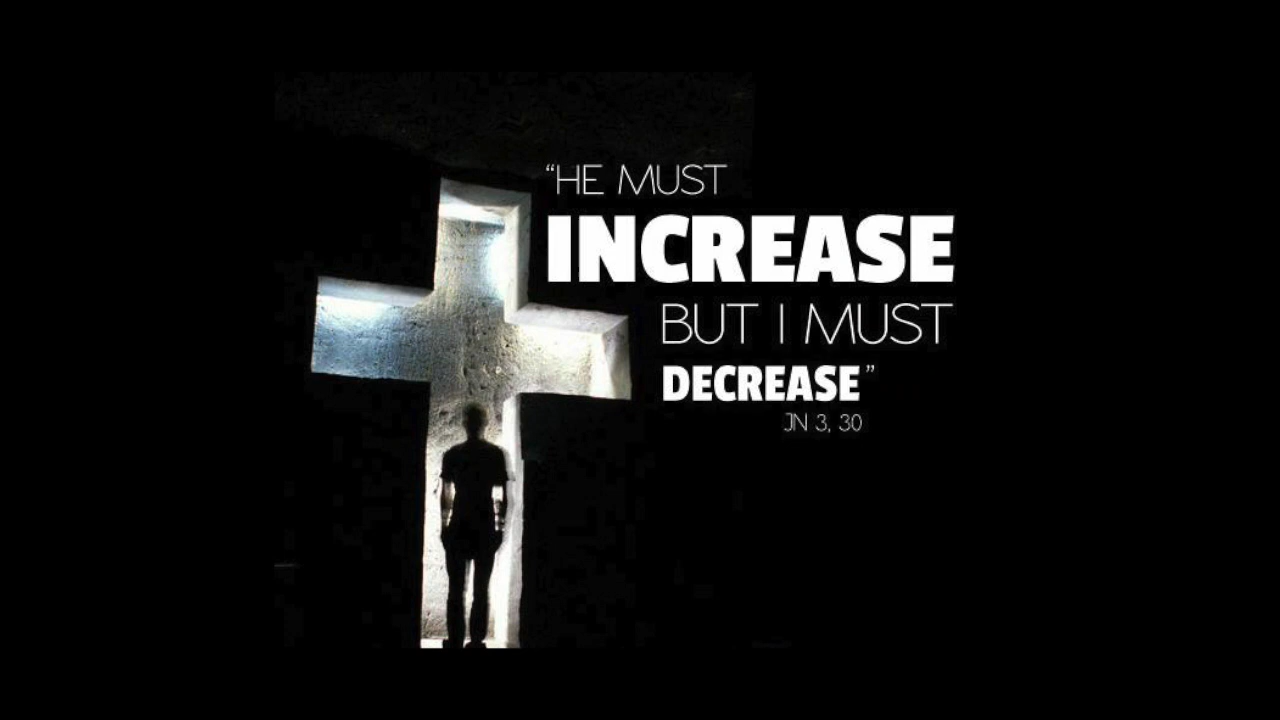 “HE MUST
INCREASE
BUT I MUST
DECREASE”
JN 3, 30